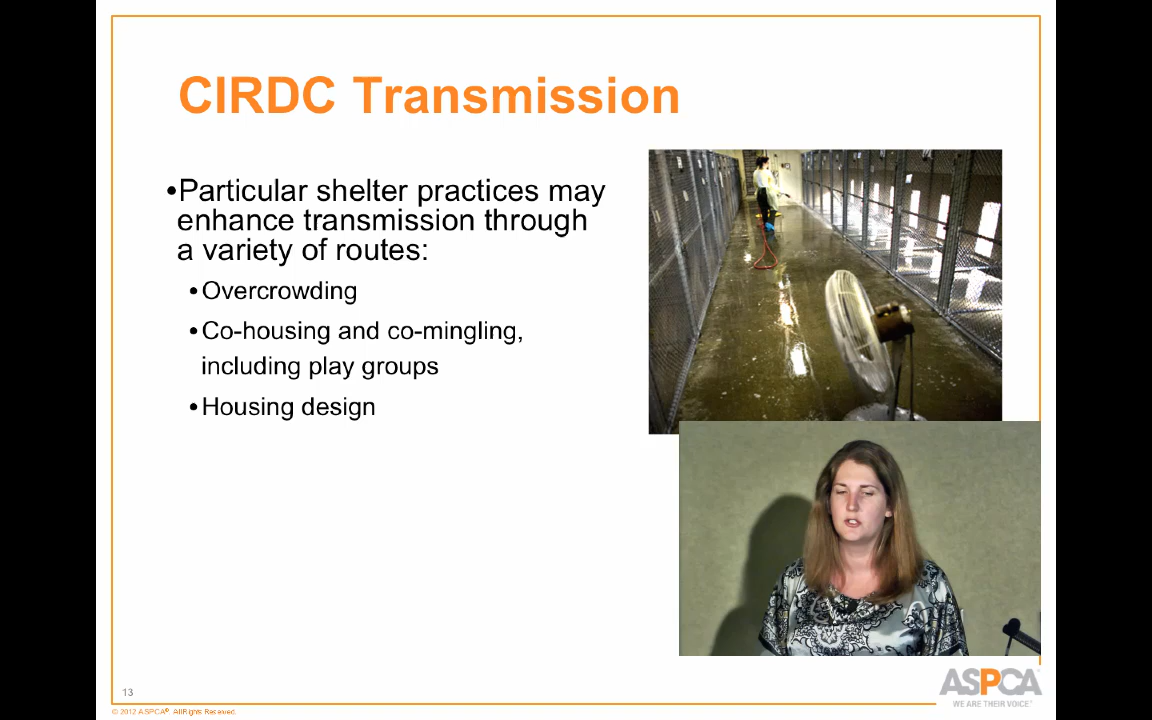 CIRDC Transmission
•Particular shelter practices may
enhance transmission through
a variety of routes:
•Overcrowding
•Co-housing and co-mingling,
including play groups
•Housing design
13
© 2012 ASPCA®. All Rights Reserved.
ASPCA
WE ARE THEIR VOICE®